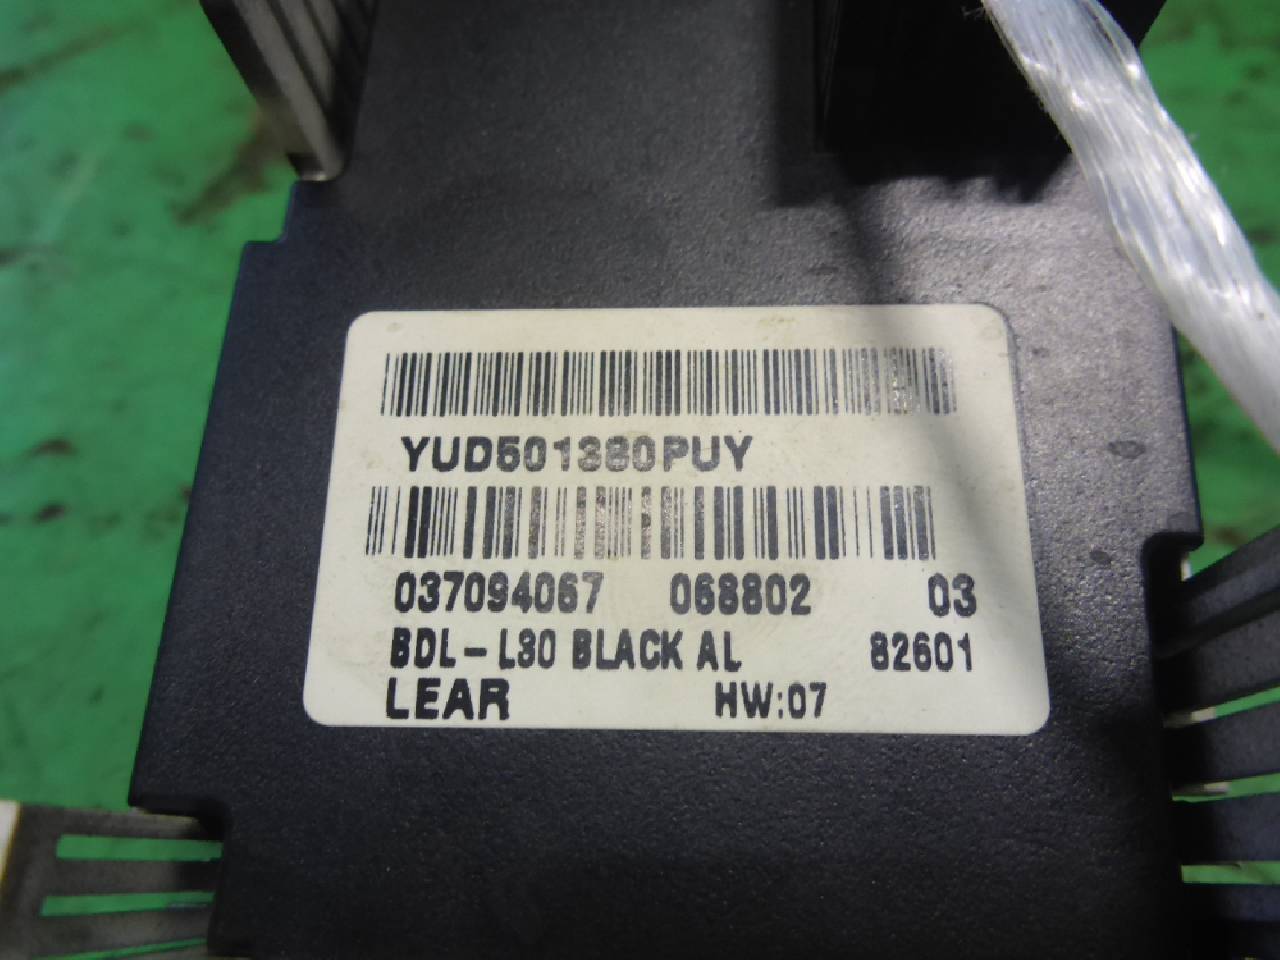 YUD501380PUY
037094067 068802 03
BDL-L30 BLACK AL 82601
LEAR HW:07